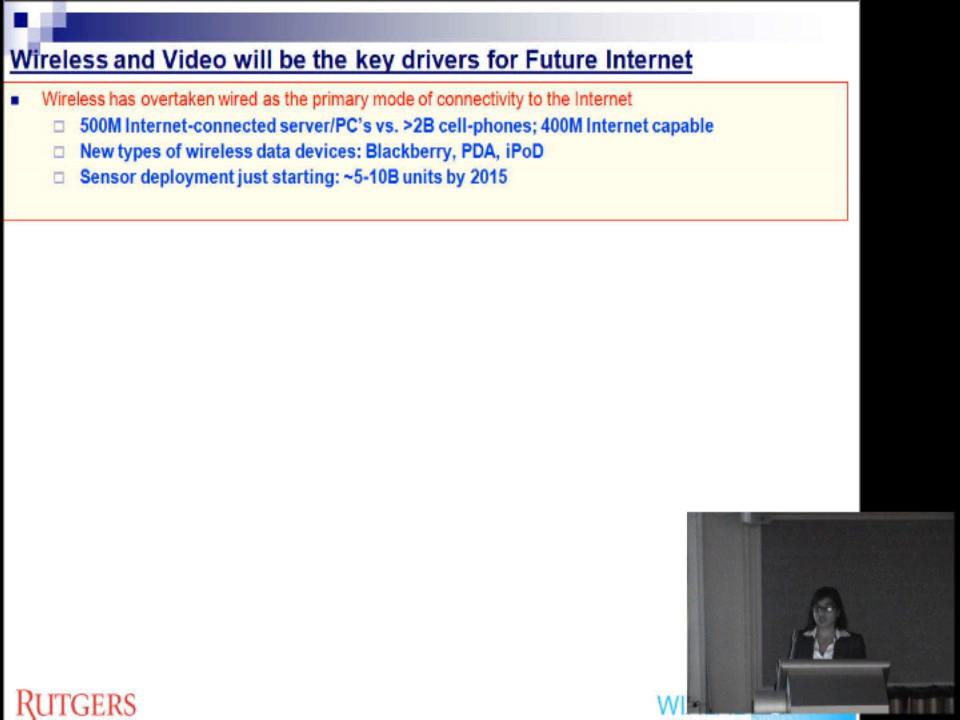 Wireless and Video will be the key drivers for Future Internet
Wireless has overtaken wired as the primary mode of connectivity to the Internet
500M Internet-connected server/PC's vs. >2B cell-phones; 400M Internet capable
New types of wireless data devices: Blackberry, PDA, iPoD
Sensor deployment just starting: ~5-10B units by 2015
RUTGERS